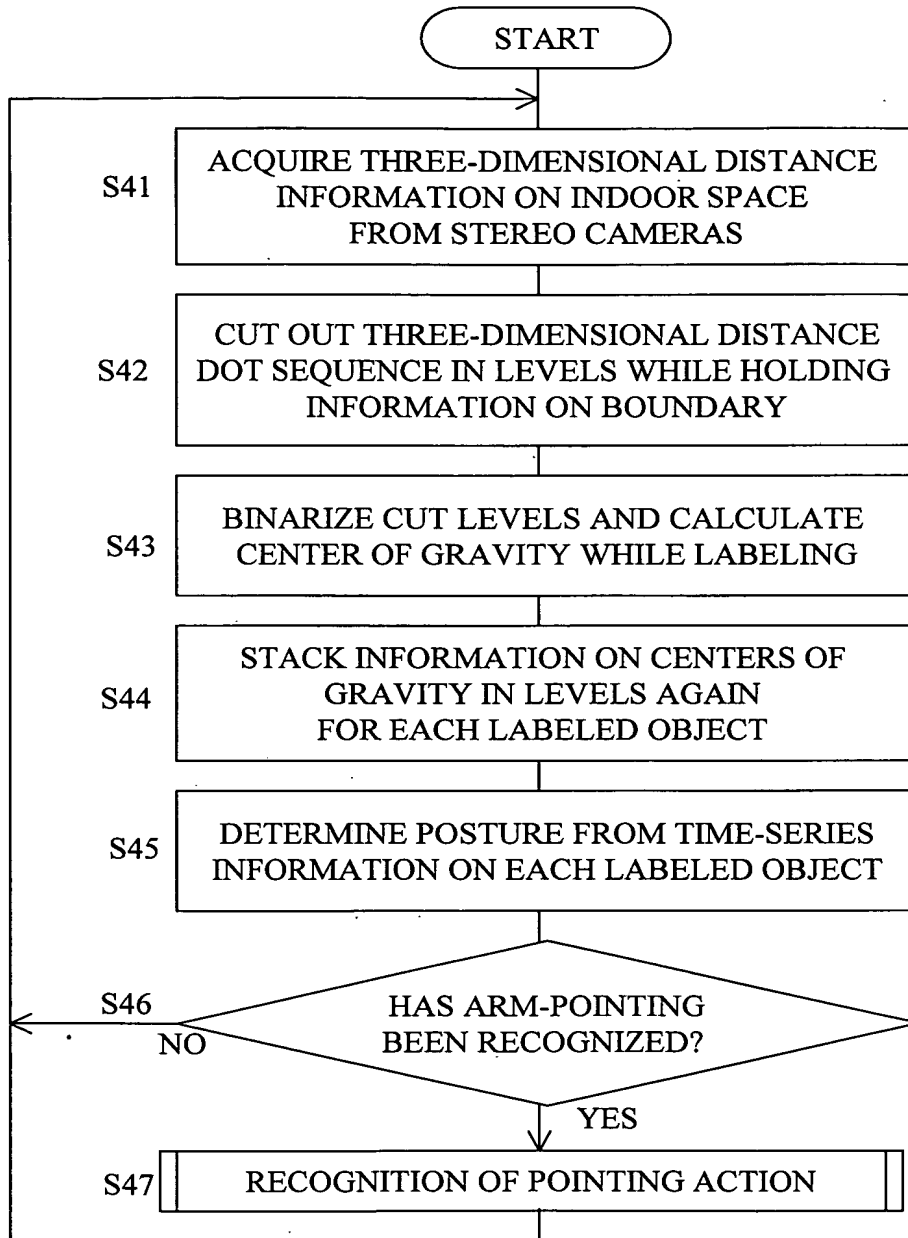 START
S41
ACQUIRE THREE-DIMENSIONAL DISTANCE
INFORMATION ON INDOOR SPACE
FROM STEREO CAMERAS
S42
CUT OUT THREE-DIMENSIONAL DISTANCE
DOT SEQUENCE IN LEVELS WHILE HOLDING
INFORMATION ON BOUNDARY
S43
BINARIZE CUT LEVELS AND CALCULATE
CENTER OF GRAVITY WHILE LABELING
S44
STACK INFORMATION ON CENTERS OF
GRAVITY IN LEVELS AGAIN
FOR EACH LABELED OBJECT
S45
DETERMINE POSTURE FROM TIME-SERIES
INFORMATION ON EACH LABELED OBJECT
S46
HAS ARM-POINTING
BEEN RECOGNIZED?
NO
YES
S47
RECOGNITION OF POINTING ACTION